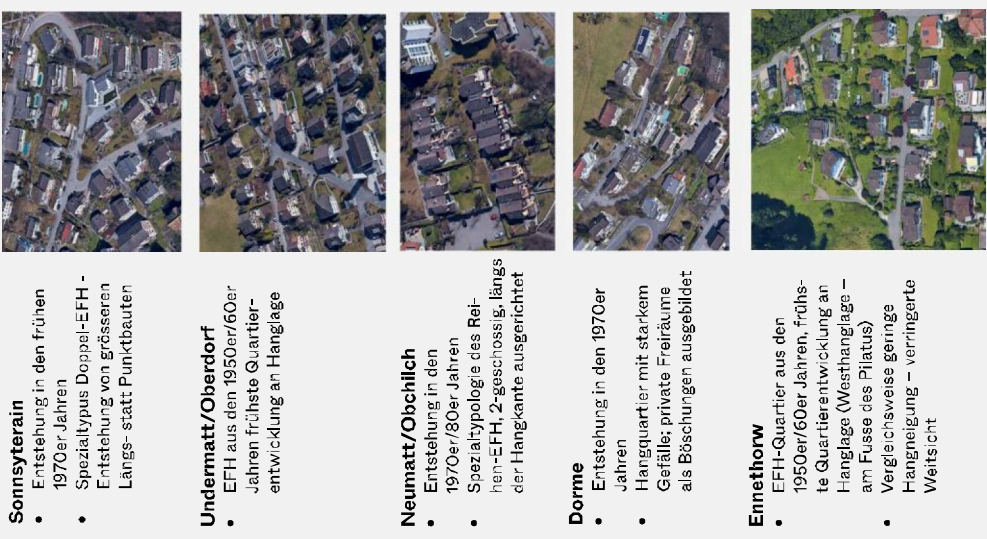 Sonnsyterain
• Entstehung in den frühen
1970er Jahren
• Spezialtypus Doppel-EFH -
Entstehung von grösseren
Längs- statt Punktbauten
Undermatt/Oberdorf
• EFH aus den 1950er/60er
Jahren frühste Quartier-
entwicklung an Hanglage
Neumatt/Obchilch
• Entstehung in den
1970er/80er Jahren
• Spezialtypologie des Rei-
hen-EFH, 2-geschossig, längs
der Hangkante ausgerichtet
Dorme
• Entstehung in den 1970er
Jahren
• Hangquartier mit starkem
Gefälle; private Freiräume
als Böschungen ausgebildet
Ennethorw
• EFH-Quartier aus den
1950er/60er Jahren, frühs-
te Quartierentwicklung an
Hanglage (Westhanglage –
am Fusse des Pilatus)
• Vergleichsweise geringe
Hangneigung – verringerte
Weitsicht